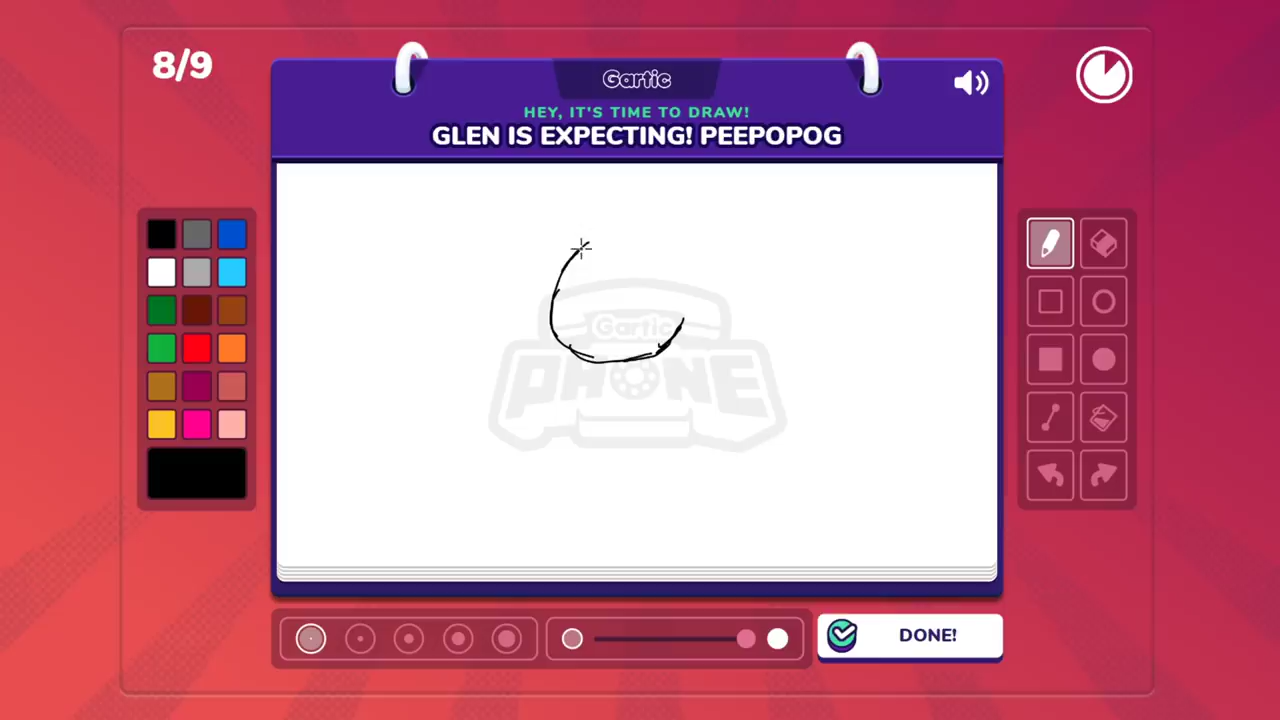 8/9
Gartic
HEY, IT'S TIME TO DRAW!
GLEN IS EXPECTING! PEEPOPOG
Gartic
PHONE
DONE!